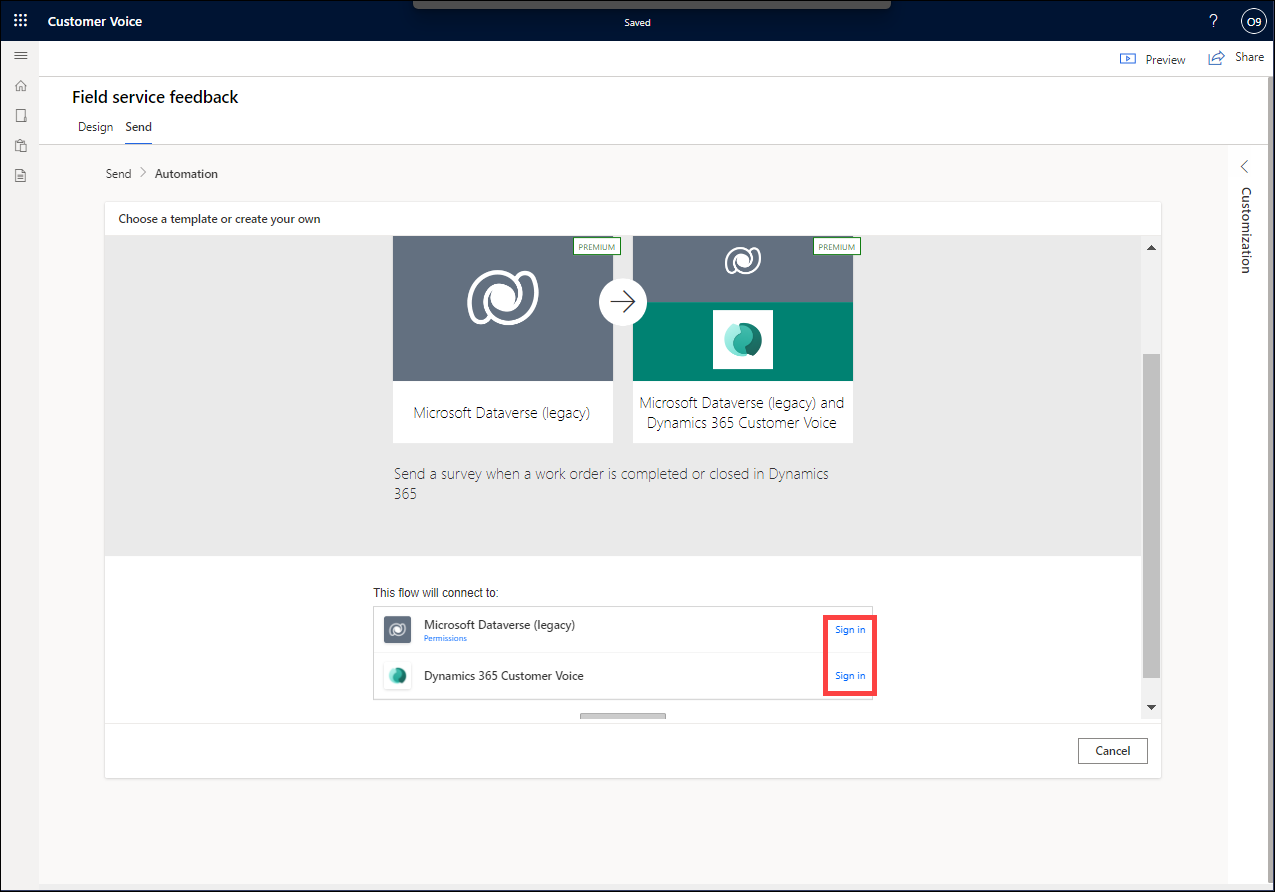 Customer Voice
Saved
?
O9
Preview
Share
Field service feedback
Design
Send
Send
Automation
Customization
Choose a template or create your own
PREMIUM
PREMIUM
Microsoft Dataverse (legacy)
Microsoft Dataverse (legacy) and
Dynamics 365 Customer Voice
Send a survey when a work order is completed or closed in Dynamics
365
This flow will connect to:
Microsoft Dataverse (legacy)
Permissions
Sign in
Dynamics 365 Customer Voice
Sign in
Cancel